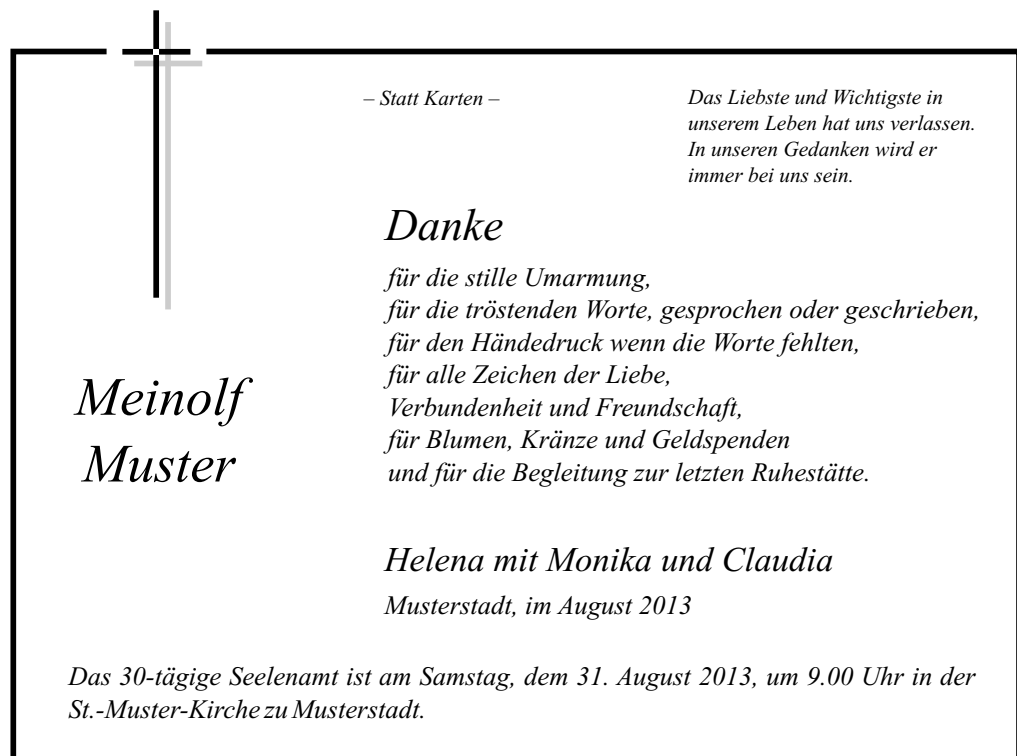 – Statt Karten –
Das Liebste und Wichtigste in
unserem Leben hat uns verlassen.
In unseren Gedanken wird er
immer bei uns sein.
Danke
für die stille Umarmung,
für die tröstenden Worte, gesprochen oder geschrieben,
für den Händedruck wenn die Worte fehlten,
für alle Zeichen der Liebe,
Verbundenheit und Freundschaft,
für Blumen, Kränze und Geldspenden
und für die Begleitung zur letzten Ruhestätte.
Meinolf
Muster
Helena mit Monika und Claudia
Musterstadt, im August 2013
Das 30-tägige Seelenamt ist am Samstag, dem 31. August 2013, um 9.00 Uhr in der
St.-Muster-Kirche zu Musterstadt.